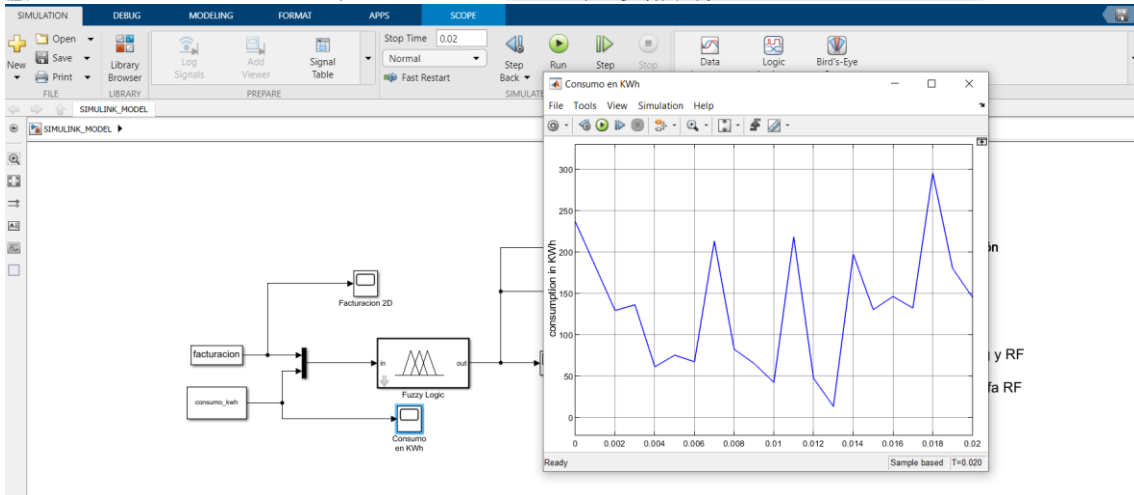 SIMULATION DEBUG MODELING FORMAT APPS SCOPE
New
Open
Save
Print
FILE
Library
Browser
LIBRARY
Log
Signals
Add
Viewer
Signal
Table
PREPARE
Stop Time 0.02
Normal
Fast Restart
Step
Back
Run
Step
Stop
SIMULATE
Data
Logic
Bird's-Eye
SIMULINK_MODEL
SIMULINK_MODEL
Facturacion 2D
facturacion
consumo_kwh
in
out
Fuzzy Logic
Consumo
en KWh
Consumo en KWh
File Tools View Simulation Help
consumption in KWh
300
250
200
150
100
50
0
0 0.002 0.004 0.006 0.008 0.01 0.012 0.014 0.016 0.018 0.02
Ready
Sample based T=0.020
ón
y RF
fa RF